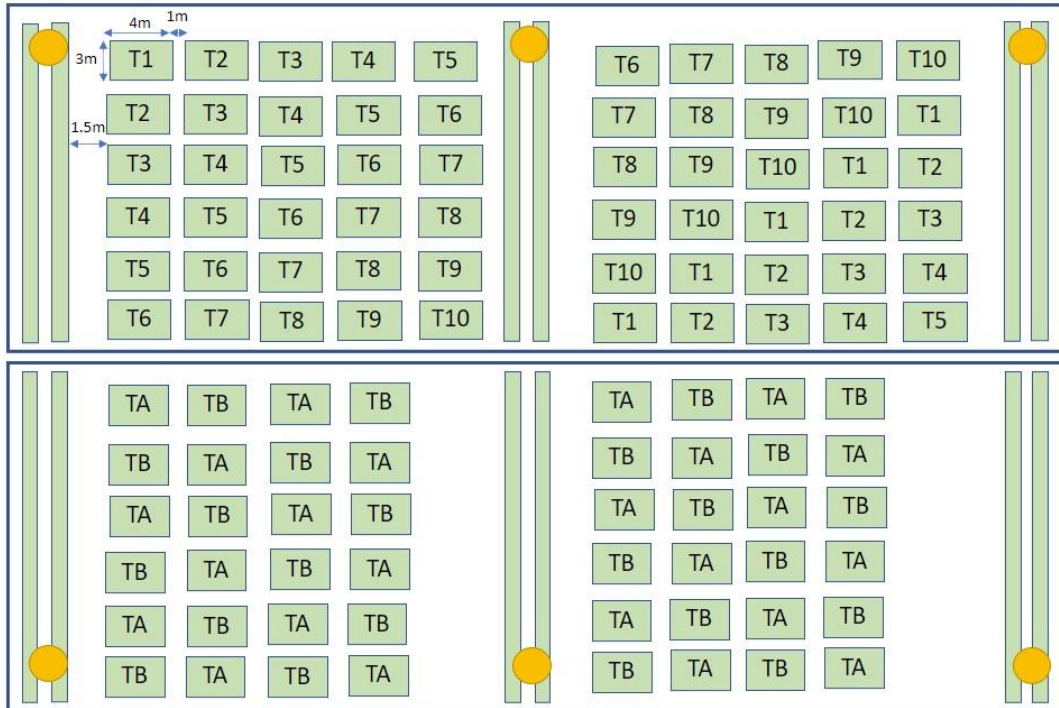 4m 1m
3m T1 T2 T3 T4 T5 T6 T7 T8 T9 T10
T2 T3 T4 T5 T6 T7 T8 T9 T10 T1
1.5m
T3 T4 T5 T6 T7 T8 T9 T10 T1 T2
T4 T5 T6 T7 T8 T9 T10 T1 T2 T3
T5 T6 T7 T8 T9 T10 T1 T2 T3 T4
T6 T7 T8 T9 T10 T1 T2 T3 T4 T5
TA TB TA TB TA TB TA TB
TB TA TB TA TB TA TB TA
TA TB TA TB TA TB TA TB
TB TA TB TA TB TA TB TA
TA TB TA TB TA TB TA TB
TB TA TB TA TB TA TB TA